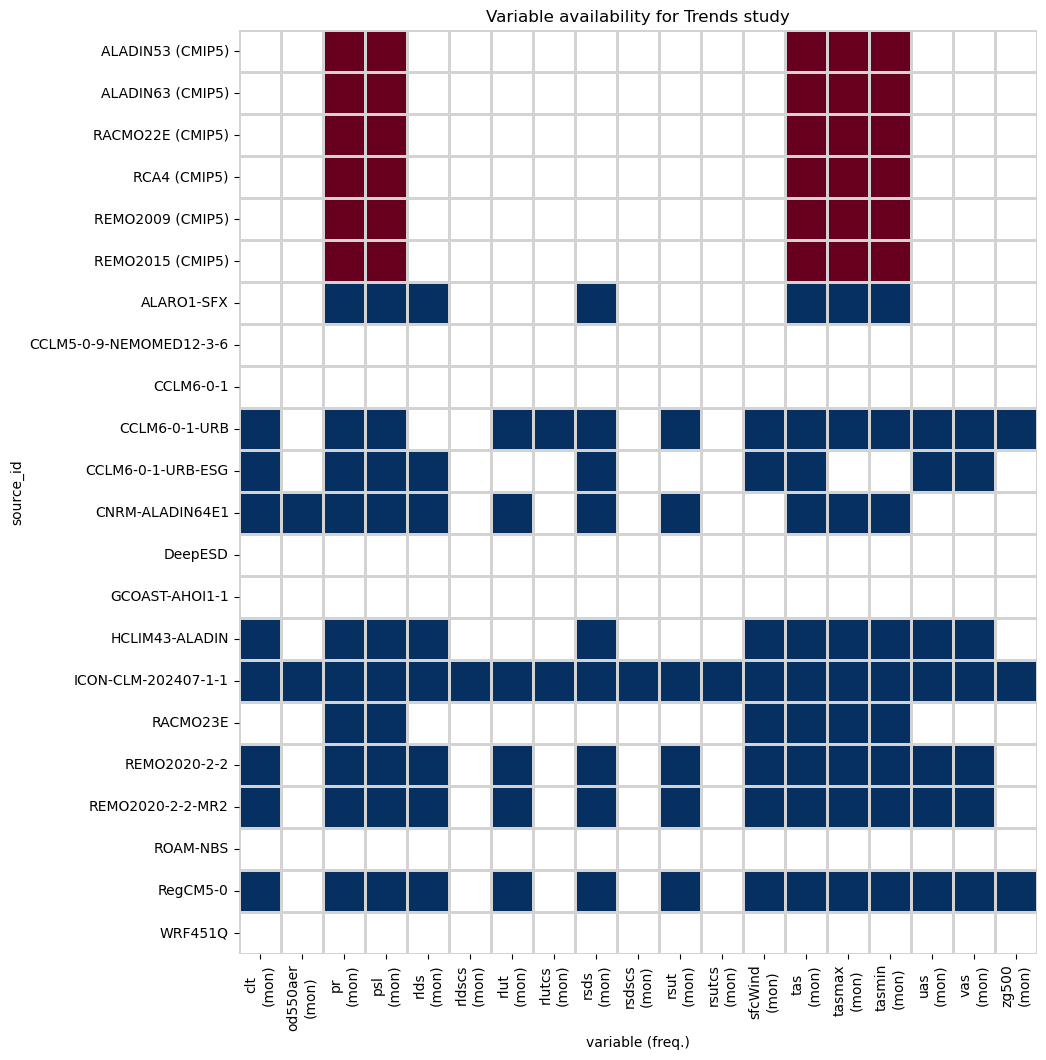 Variable availability for Trends study
ALADIN53 (CMIP5)
ALADIN63 (CMIP5)
RACMO22E (CMIP5)
RCA4 (CMIP5)
REMO2009 (CMIP5)
REMO2015 (CMIP5)
ALARO1-SFX
CCLM5-0-9-NEMOMED12-3-6
CCLM6-0-1
CCLM6-0-1-URB
CCLM6-0-1-URB-ESG
CNRM-ALADIN64E1
DeepESD
GCOAST-AHOI1-1
HCLIM43-ALADIN
ICON-CLM-202407-1-1
RACMO23E
REMO2020-2-2
REMO2020-2-2-MR2
ROAM-NBS
RegCM5-0
WRF451Q
source_id
clt
(mon)
od550aer
(mon)
pr
(mon)
psl
(mon)
rlds
(mon)
rldscs
(mon)
rlut
(mon)
rlutcs
(mon)
rsds
(mon)
rsdscs
(mon)
rsut
(mon)
rsutcs
(mon)
sfcWind
(mon)
tas
(mon)
tasmax
(mon)
tasmin
(mon)
uas
(mon)
vas
(mon)
zg500
(mon)
variable (freq.)